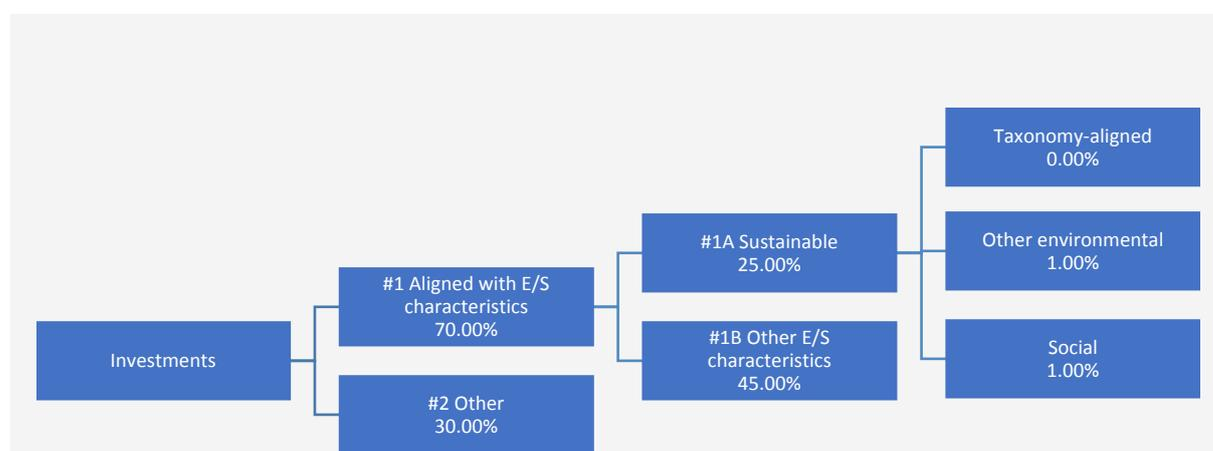 Investments
#1 Aligned with E/S
characteristics
70.00%
#2 Other
30.00%
#1A Sustainable
25.00%
#1B Other E/S
characteristics
45.00%
Taxonomy-aligned
0.00%
Other environmental
1.00%
Social
1.00%